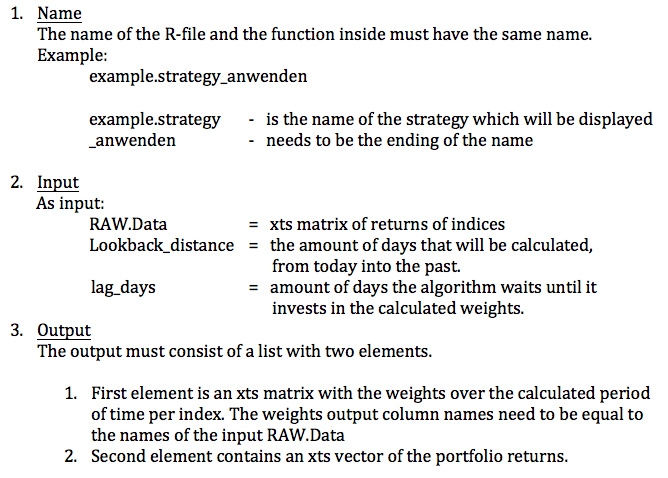 1. Name
The name of the R-file and the function inside must have the same name.
Example:
example.strategy_anwenden
example.strategy - is the name of the strategy which will be displayed
_anwenden - needs to be the ending of the name
2. Input
As input:
RAW.Data = xts matrix of returns of indices
Lookback_distance = the amount of days that will be calculated,
from today into the past.
lag_days = amount of days the algorithm waits until it
invests in the calculated weights.
3. Output
The output must consist of a list with two elements.
1. First element is an xts matrix with the weights over the calculated period
of time per index. The weights output column names need to be equal to
the names of the input RAW.Data
2. Second element contains an xts vector of the portfolio returns.